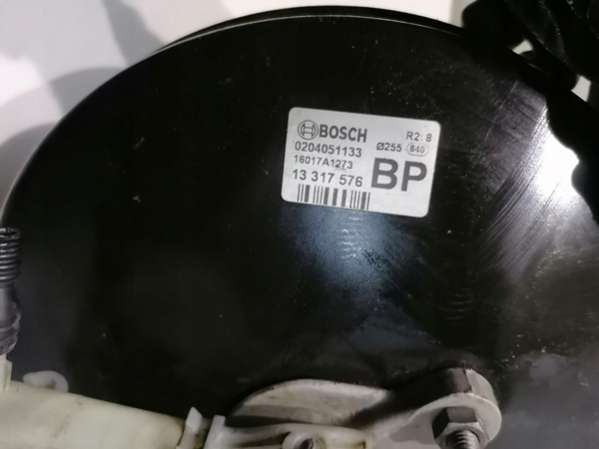 BOSCH R2.8
0204051133 Ø255 840
16017A1273
13 317 576 BP